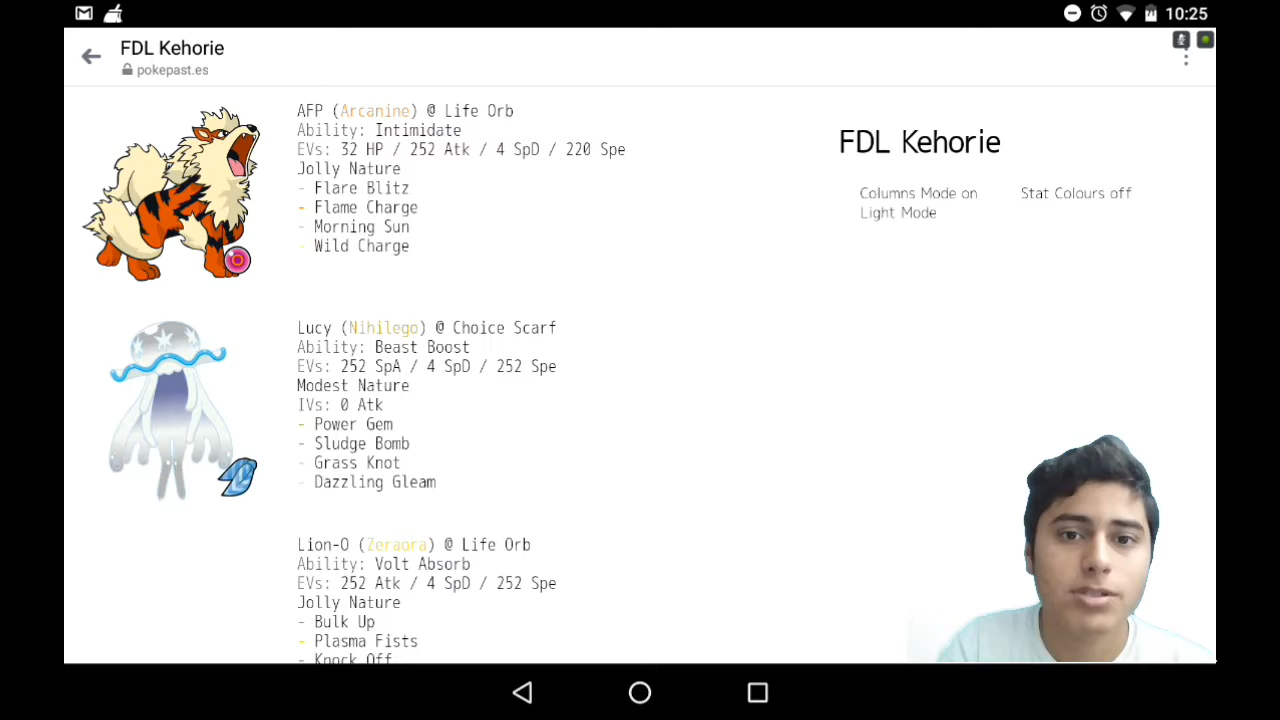 10:25
FDL Kehorie
pokepast.es
AFP (Arcanine) @ Life Orb
Ability: Intimidate
EVs: 32 HP / 252 Atk / 4 SpD / 220 Spe
Jolly Nature
- Flare Blitz
- Flame Charge
- Morning Sun
- Wild Charge
FDL Kehorie
Columns Mode on
Stat Colours off
Light Mode
Lucy (Nihilego) @ Choice Scarf
Ability: Beast Boost
EVs: 252 SpA / 4 SpD / 252 Spe
Modest Nature
IVs: 0 Atk
- Power Gem
- Sludge Bomb
- Grass Knot
- Dazzling Gleam
Lion-O (Zeraora) @ Life Orb
Ability: Volt Absorb
EVs: 252 Atk / 4 SpD / 252 Spe
Jolly Nature
- Bulk Up
- Plasma Fists
- Knock Off